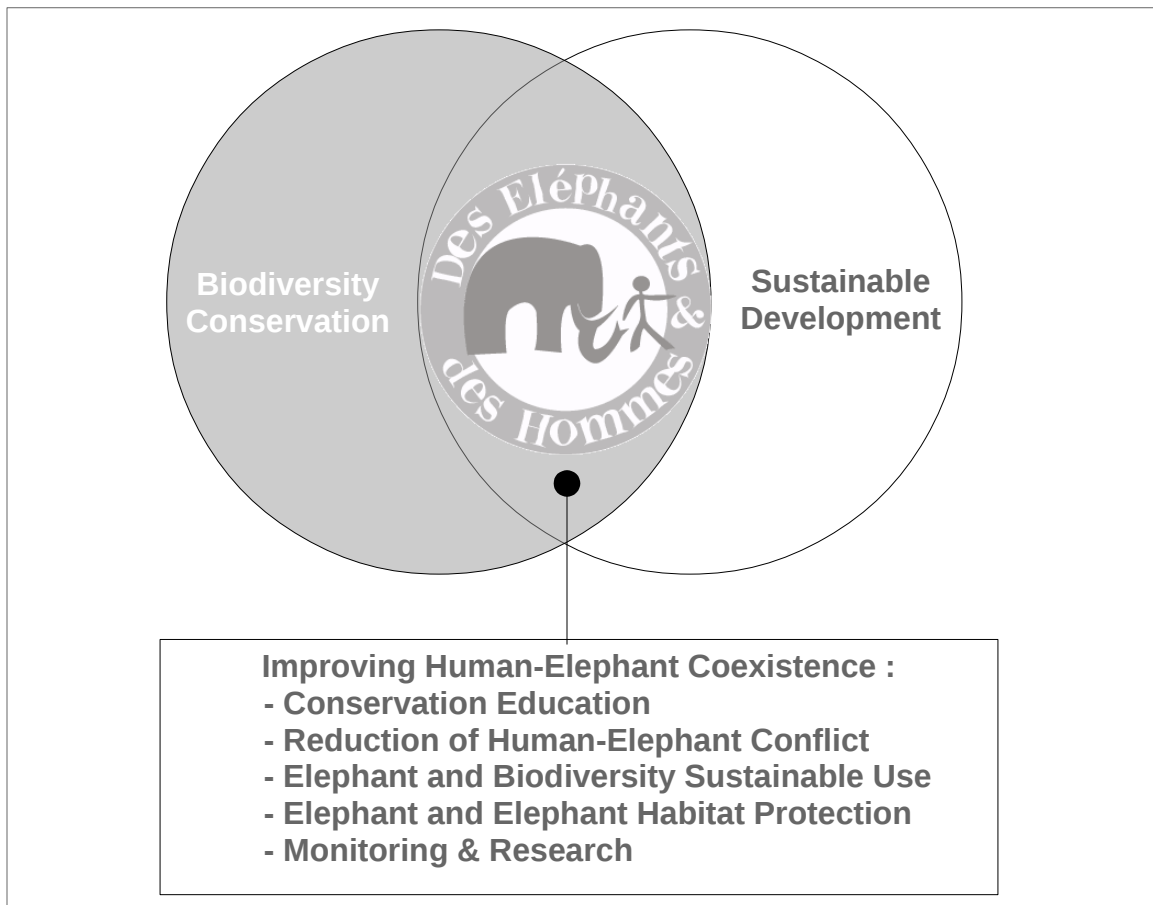 Biodiversity
Conservation
Des Eléphants &
des Hommes
Sustainable
Development
Improving Human-Elephant Coexistence :
- Conservation Education
- Reduction of Human-Elephant Conflict
- Elephant and Biodiversity Sustainable Use
- Elephant and Elephant Habitat Protection
- Monitoring & Research